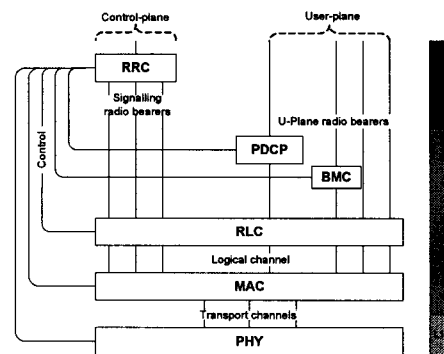 Control-plane
User-plane
RRC
Signalling
radio bearers
U-Plane radio bearers
Control
PDCP
BMC
RLC
Logical channel
MAC
Transport channels
PHY